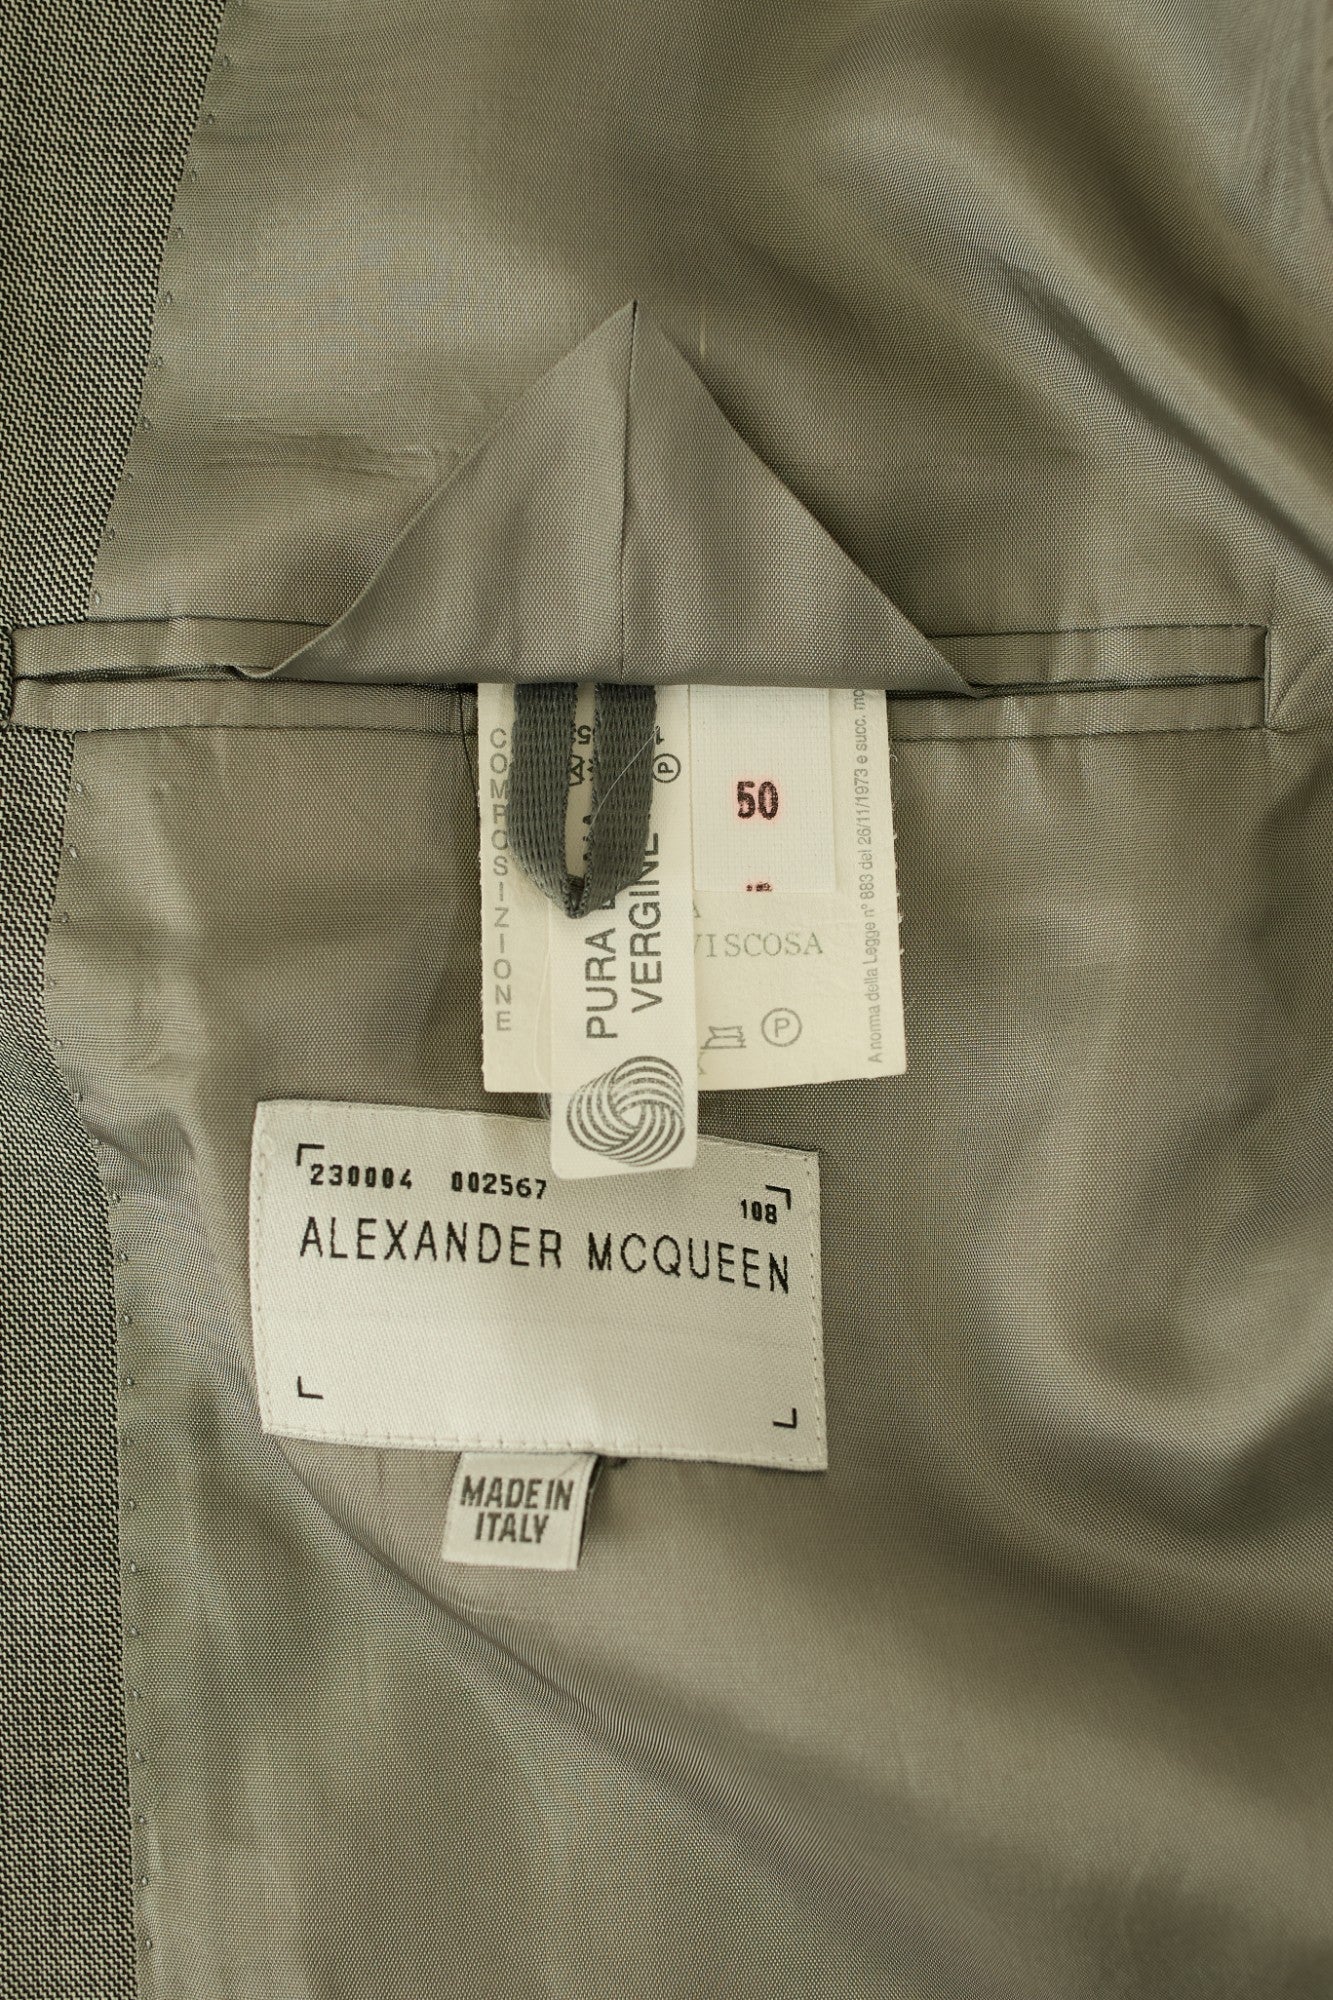 COMPOSIZIONE
PURA
VERGINE
P
50
VISCOSA
P
A norma della Legge n° 883 del 26/11/1973 e succ.
230004 002567
108
ALEXANDER MCQUEEN
MADE IN
ITALY